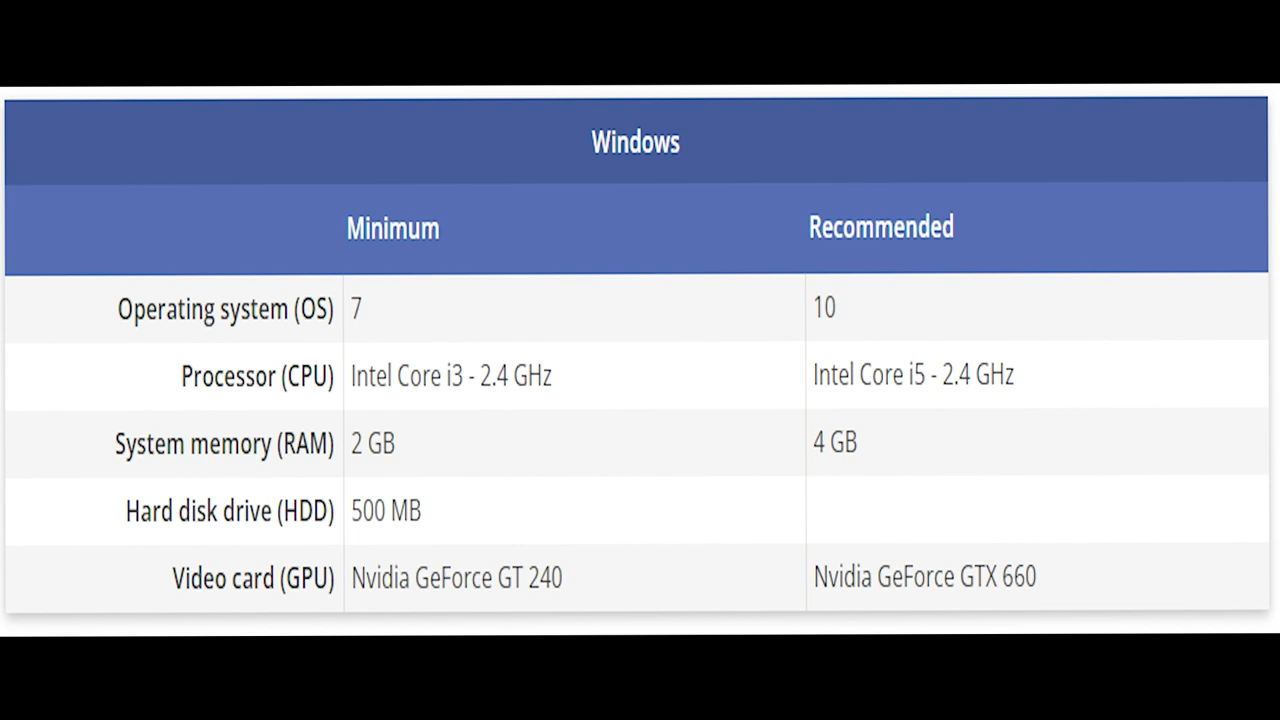 Windows
Minimum Recommended
Operating system (OS) 7 10
Processor (CPU) Intel Core i3 - 2.4 GHz Intel Core i5 - 2.4 GHz
System memory (RAM) 2 GB 4 GB
Hard disk drive (HDD) 500 MB
Video card (GPU) Nvidia GeForce GT 240 Nvidia GeForce GTX 660